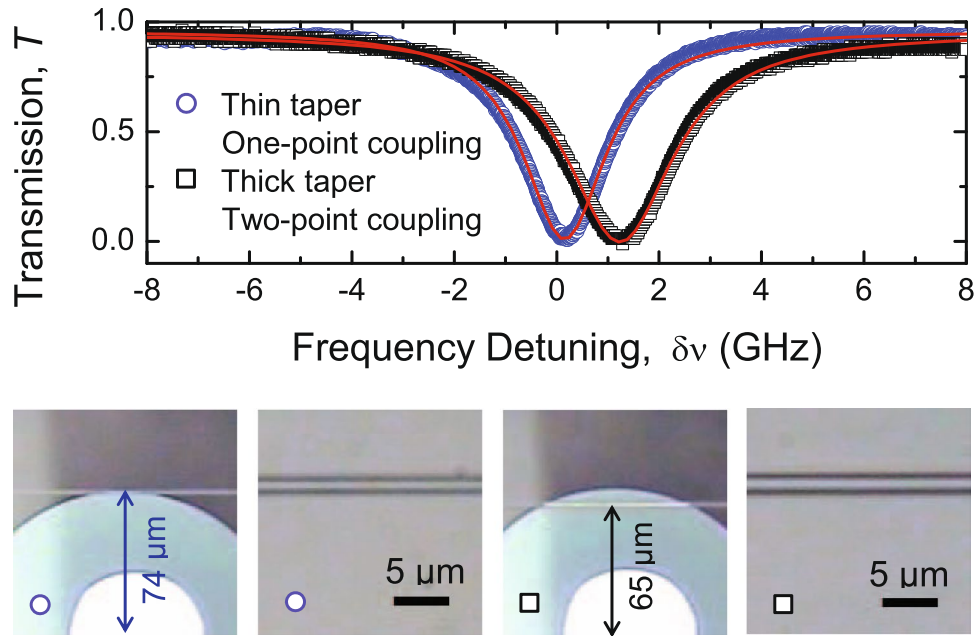 Transmission, T
1.0
0.5
0.0
Thin taper
One-point coupling
Thick taper
Two-point coupling
-8 -6 -4 -2 0 2 4 6 8
Frequency Detuning, δν (GHz)
74 μm
5 μm
65 μm
5 μm